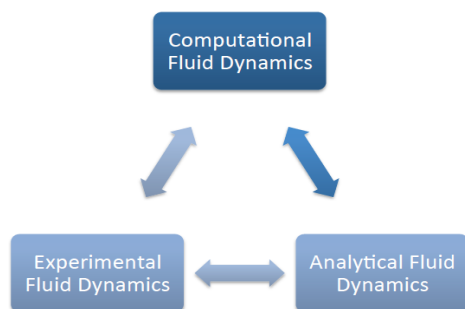 Computational
Fluid Dynamics
Experimental
Fluid Dynamics
Analytical Fluid
Dynamics